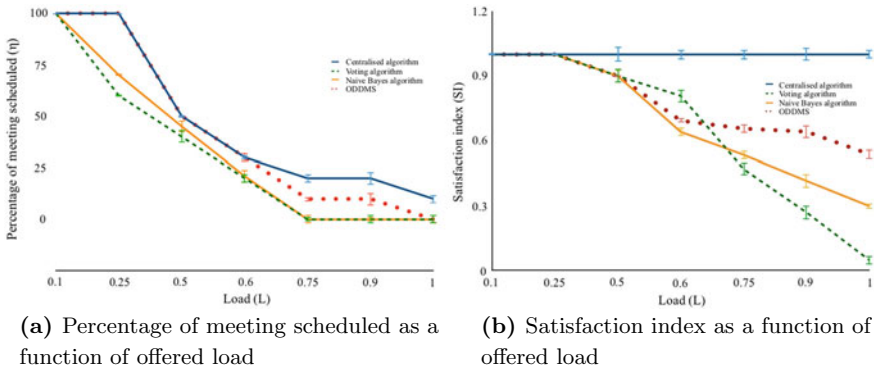 100
75
50
25
0
Percentage of meeting scheduled (η)
Centralised algorithm
Voting algorithm
Naive Bayes algorithm
ODDMS
0.1 0.25 0.5 0.6 0.75 0.9 1
Load (L)
(a) Percentage of meeting scheduled as a
function of offered load
1.2
0.9
0.6
0.3
0
Satisfaction index (SI)
Centralised algorithm
Voting algorithm
Naive Bayes algorithm
ODDMS
0.1 0.25 0.5 0.6 0.75 0.9 1
Load (L)
(b) Satisfaction index as a function of
offered load